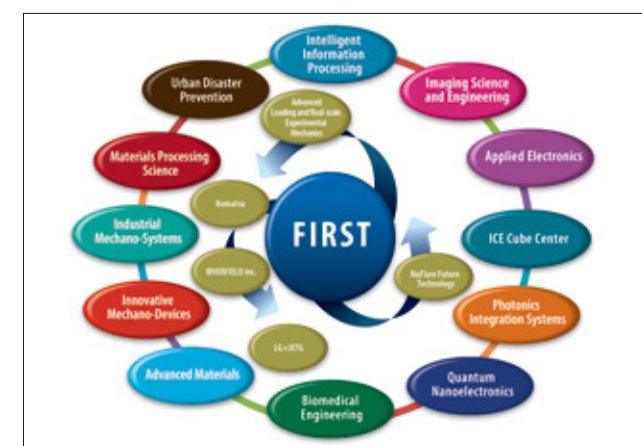 Intelligent
Information
Processing
Imaging Science
and Engineering
Applied Electronics
ICE Cube Center
Photonics
Integration Systems
Quantum
Nanoelectronics
Biomedical
Engineering
Advanced Materials
Innovative
Mechano-Devices
Industrial
Mechano-Systems
Materials Processing
Science
Urban Disaster
Prevention
Advanced
Loading and Real-scale
Experimental
Mechanics
Komatsu
RIVERFIELD Inc.
LG×JXTG
NuFlare Future
Technology
FIRST